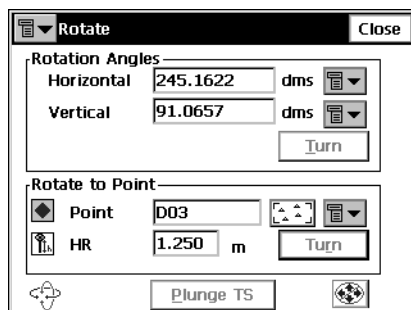 Rotate Close
Rotation Angles
Horizontal 245.1622 dms
Vertical 91.0657 dms
Turn
Rotate to Point
Point D03
HR 1.250 m Turn
Plunge TS